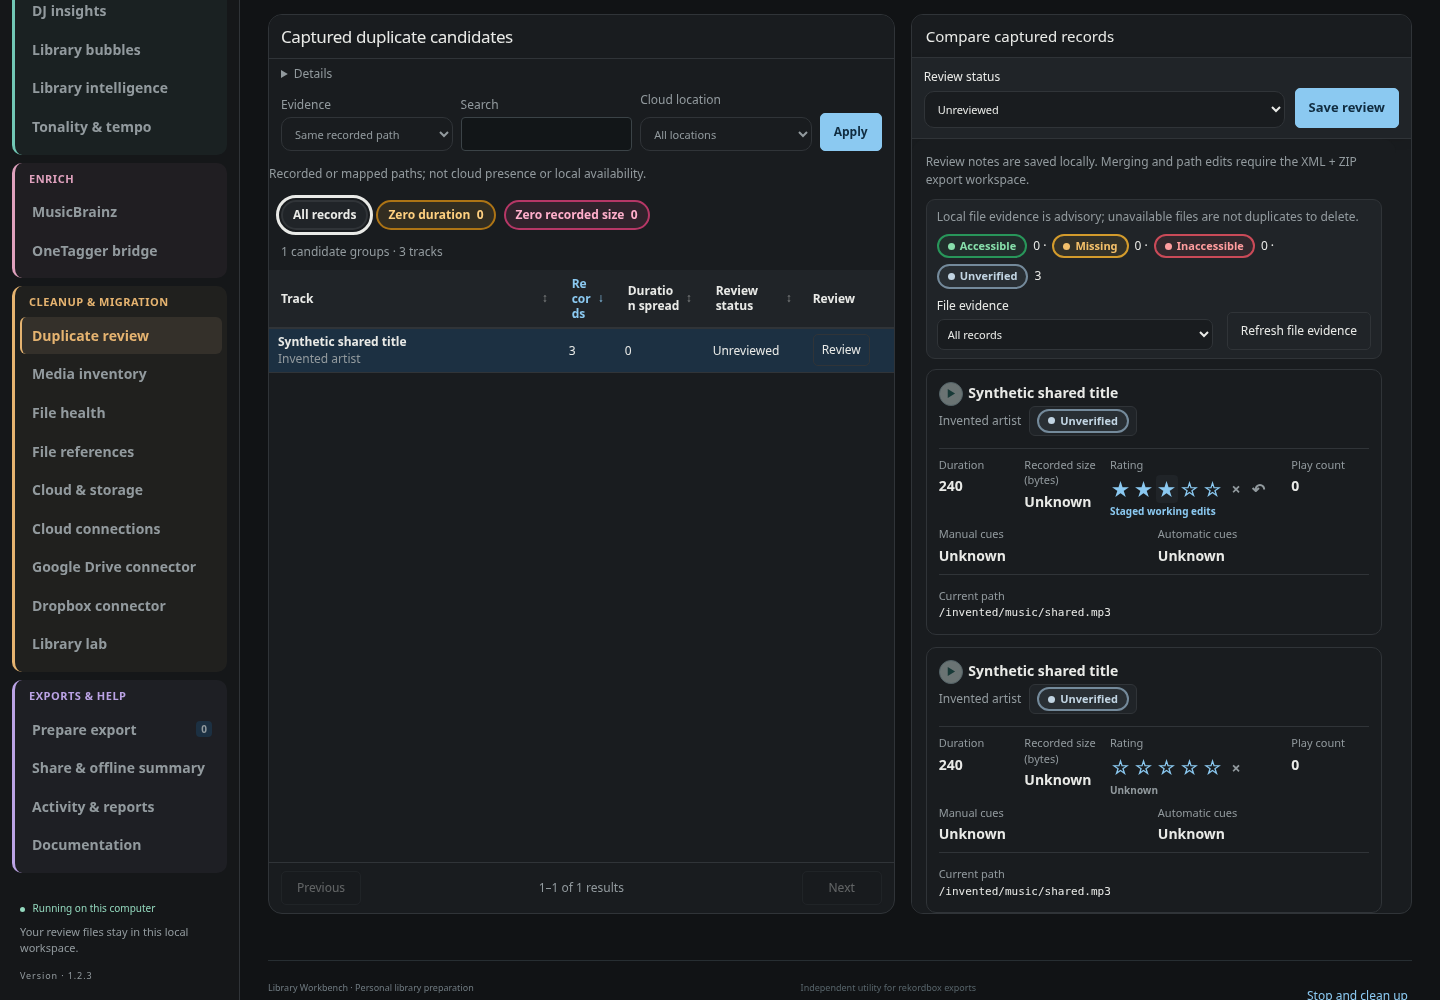 DJ insights
Library bubbles
Library intelligence
Tonality & tempo
ENRICH
MusicBrainz
OneTagger bridge
CLEANUP & MIGRATION
Duplicate review
Media inventory
File health
File references
Cloud & storage
Cloud connections
Google Drive connector
Dropbox connector
Library lab
EXPORTS & HELP
Prepare export 0
Share & offline summary
Activity & reports
Documentation
Running on this computer
Your review files stay in this local
workspace.
Version · 1.2.3
Captured duplicate candidates
Details
Evidence Search Cloud location
Same recorded path All locations Apply
Recorded or mapped paths; not cloud presence or local availability.
All records Zero duration 0 Zero recorded size 0
1 candidate groups · 3 tracks
Track ↕ Re
cor
ds ↓ Duratio
n spread ↕ Review
status ↕ Review
Synthetic shared title
Invented artist
3 0 Unreviewed Review
Previous 1–1 of 1 results Next
Compare captured records
Review status
Unreviewed Save review
Review notes are saved locally. Merging and path edits require the XML + ZIP
export workspace.
Local file evidence is advisory; unavailable files are not duplicates to delete.
Accessible 0 · Missing 0 · Inaccessible 0 ·
Unverified 3
File evidence
All records Refresh file evidence
Synthetic shared title
Invented artist Unverified
Duration
240
Recorded size
(bytes)
Unknown
Rating
★ ★ ★ ☆ ☆ × ↶
Staged working edits
Play count
0
Manual cues
Unknown
Automatic cues
Unknown
Current path
/invented/music/shared.mp3
Synthetic shared title
Invented artist Unverified
Duration
240
Recorded size
(bytes)
Unknown
Rating
☆ ☆ ☆ ☆ ☆ ×
Unknown
Play count
0
Manual cues
Unknown
Automatic cues
Unknown
Current path
/invented/music/shared.mp3
Library Workbench · Personal library preparation
Independent utility for rekordbox exports
Stop and clean up